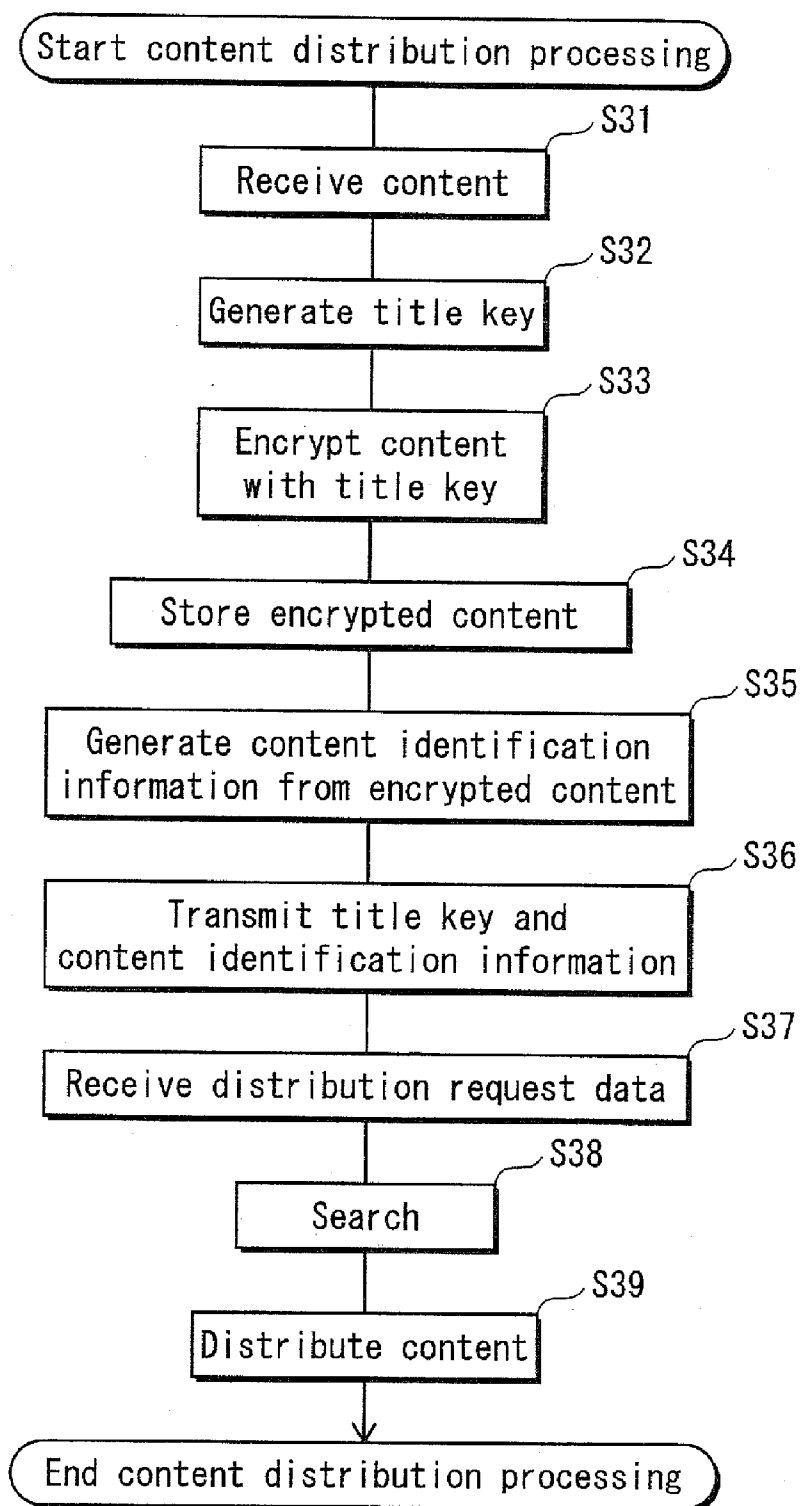 Start content distribution processing
S31
Receive content
S32
Generate title key
S33
Encrypt content
with title key
S34
Store encrypted content
S35
Generate content identification
information from encrypted content
S36
Transmit title key and
content identification information
S37
Receive distribution request data
S38
Search
S39
Distribute content
End content distribution processing